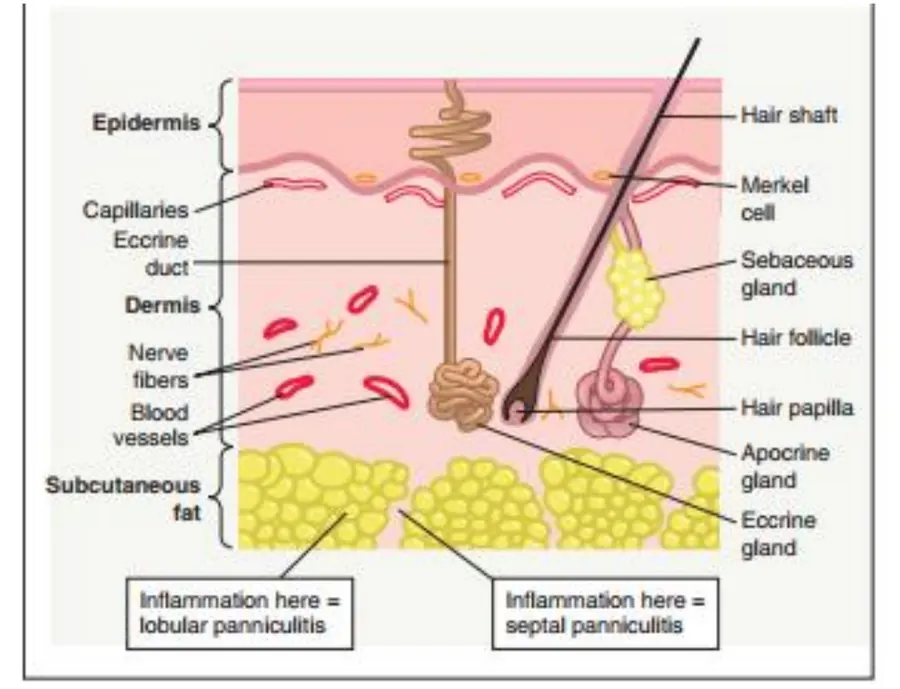 Epidermis
Capillaries
Eccrine
duct
Dermis
Nerve
fibers
Blood
vessels
Subcutaneous
fat
Hair shaft
Merkel
cell
Sebaceous
gland
Hair follicle
Hair papilla
Apocrine
gland
Eccrine
gland
Inflammation here =
lobular panniculitis
Inflammation here =
septal panniculitis